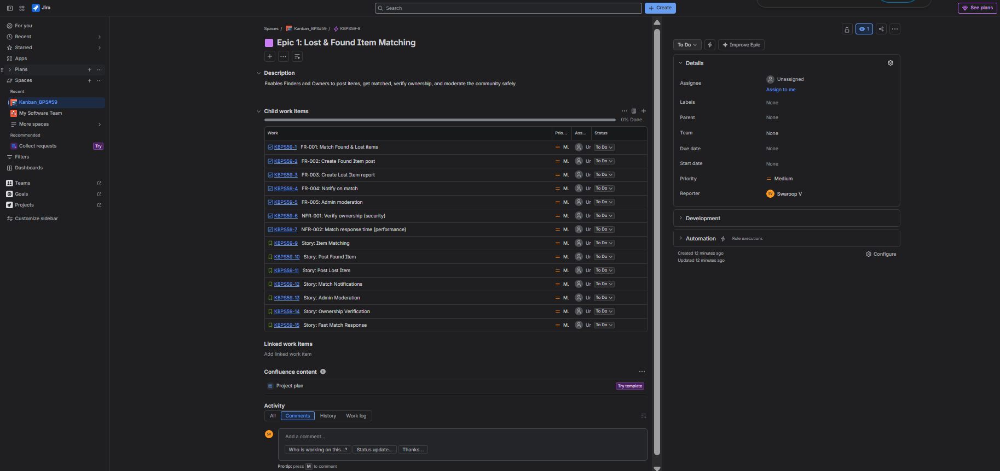 Jira
Search
+ Create
See plans
For you
Recent
Starred
Apps
Plans
Spaces
Recent
Kanban_BPS#59
My Software Team
More spaces
Recommended
Collect requests Try
Filters
Dashboards
Teams
Goals
Projects
Customize sidebar
Spaces / Kanban_BPS#59 / KBPS59-8
Epic 1: Lost & Found Item Matching
Description
Enables Finders and Owners to post items, get matched, verify ownership, and moderate the community safely
Child work items
0% Done
Work Prio... Ass... Status
KBPS59-1 FR-001: Match Found & Lost items M. Ur To Do
KBPS59-2 FR-002: Create Found Item post M. Ur To Do
KBPS59-3 FR-003: Create Lost Item report M. Ur To Do
KBPS59-4 FR-004: Notify on match M. Ur To Do
KBPS59-5 FR-005: Admin moderation M. Ur To Do
KBPS59-6 NFR-001: Verify ownership (security) M. Ur To Do
KBPS59-7 NFR-002: Match response time (performance) M. Ur To Do
KBPS59-9 Story: Item Matching M. Ur To Do
KBPS59-10 Story: Post Found Item M. Ur To Do
KBPS59-11 Story: Post Lost Item M. Ur To Do
KBPS59-12 Story: Match Notifications M. Ur To Do
KBPS59-13 Story: Admin Moderation M. Ur To Do
KBPS59-14 Story: Ownership Verification M. Ur To Do
KBPS59-15 Story: Fast Match Response M. Ur To Do
Linked work items
Add linked work item
Confluence content
Project plan Try template
Activity
All Comments History Work log
SV
Add a comment...
Who is working on this...? Status update... Thanks...
Pro tip: press M to comment
1
To Do Improve Epic
Details
Assignee Unassigned
Assign to me
Labels None
Parent None
Team None
Due date None
Start date None
Priority Medium
Reporter SV Swaroop V
Development
Automation Rule executions
Created 12 minutes ago Configure
Updated 12 minutes ago